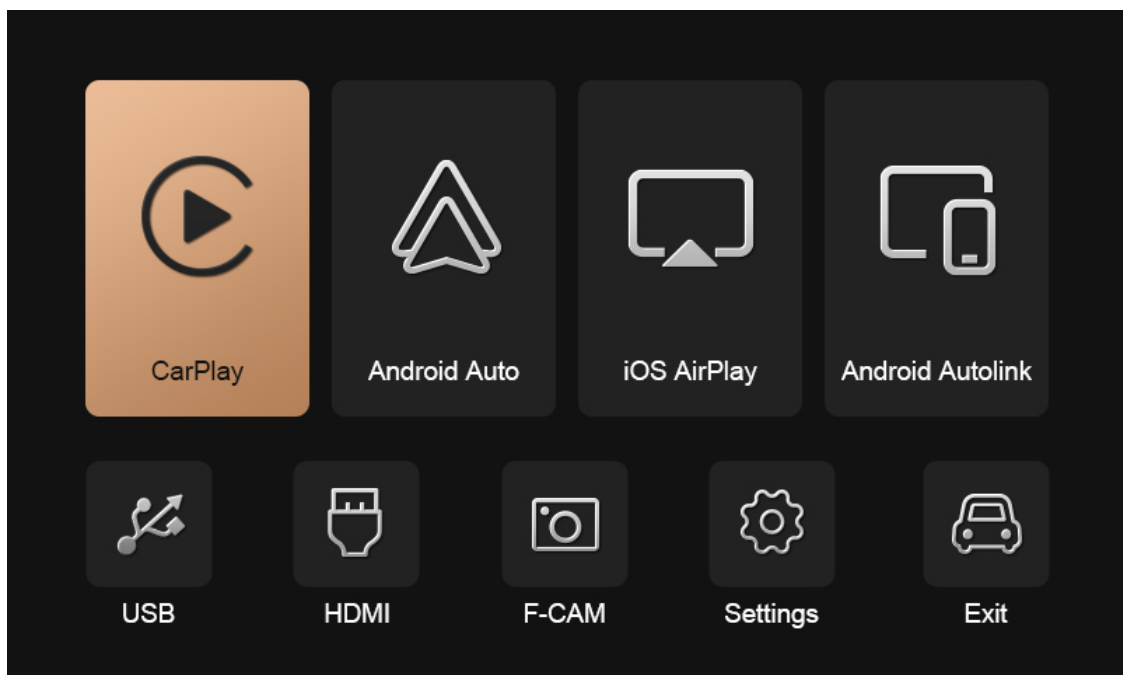 CarPlay
Android Auto
iOS AirPlay
Android Autolink
USB
HDMI
F-CAM
Settings
Exit